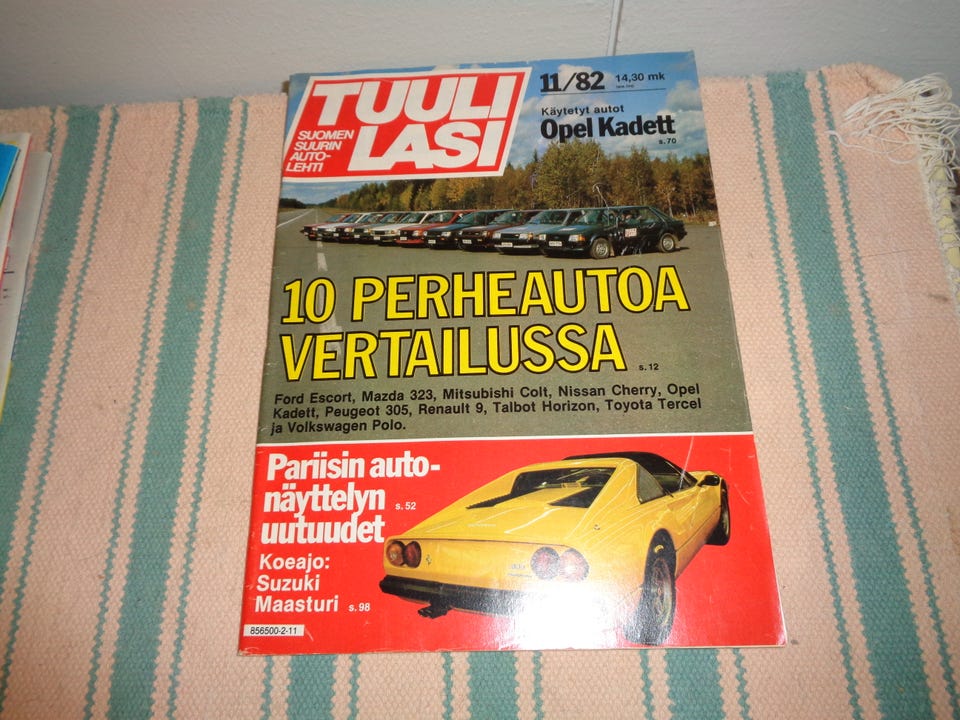 TUULI
LASI
SUOMEN
SUURIN
AUTO-
LEHTI
11/82 14,30 mk
Käytetyt autot
Opel Kadett
s.70
10 PERHEAUTOA
VERTAILUSSA s.12
Ford Escort, Mazda 323, Mitsubishi Colt, Nissan Cherry, Opel
Kadett, Peugeot 305, Renault 9, Talbot Horizon, Toyota Tercel
ja Volkswagen Polo.
Pariisin auto-
näyttelyn s.52
uutuudet
Koeajo:
Suzuki
Maasturi s.98
856500-2-11